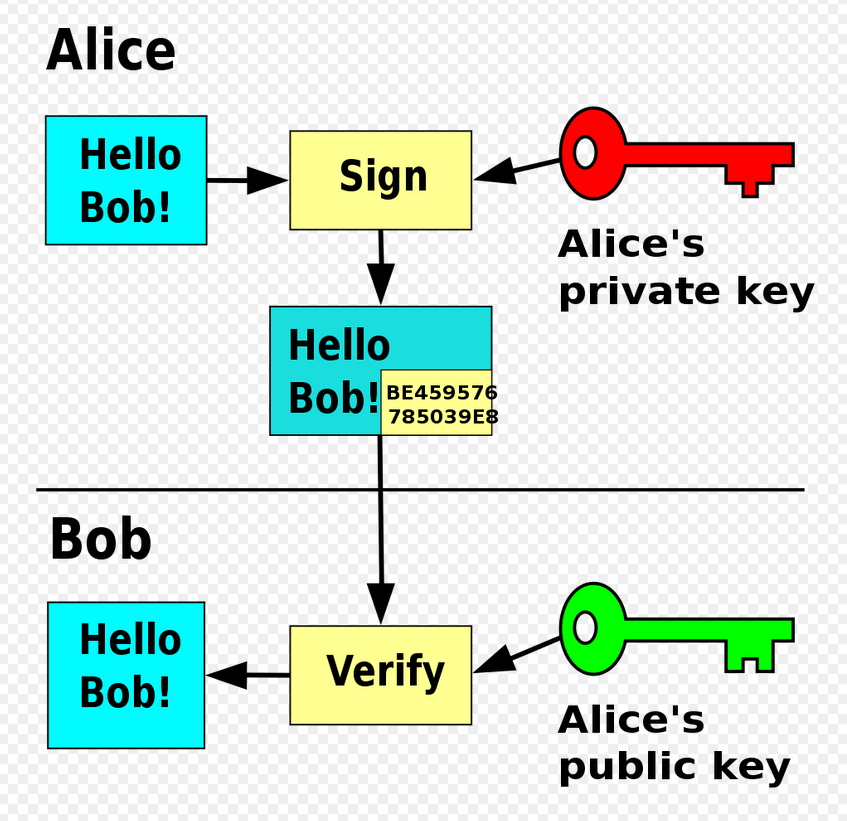 Alice
Hello
Bob!
Sign
Alice's
private key
Hello
Bob!
BE459576
785039E8
Bob
Hello
Bob!
Verify
Alice's
public key